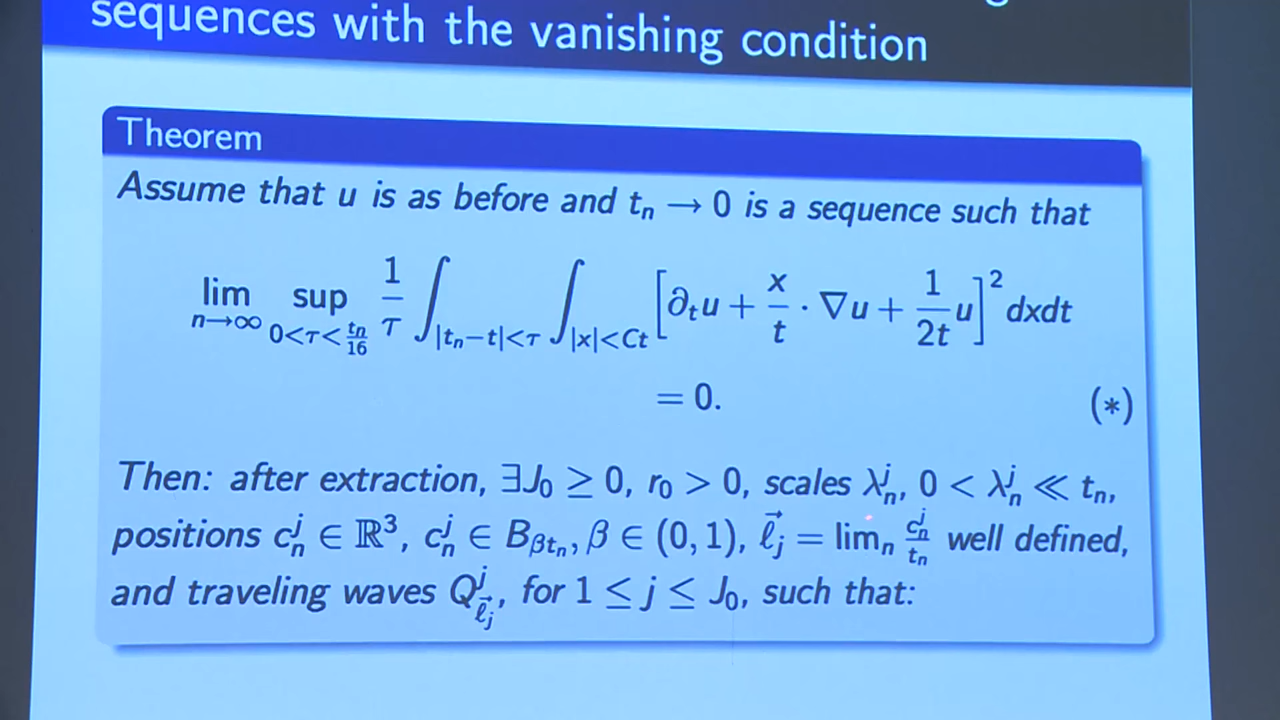 sequences with the vanishing condition
Theorem
Assume that u is as before and tₙ → 0 is a sequence such that
lim_{n→∞} sup_{0<τ<tₙ/16} 1/τ ∫_{|tₙ−t|<τ} ∫_{|x|<Ct} [∂ₜu + x/t · ∇u + 1/2t u]² dxdt
= 0. (∗)
Then: after extraction, ∃J₀ ≥ 0, r₀ > 0, scales λₙʲ, 0 < λₙʲ ≪ tₙ,
positions cₙʲ ∈ ℝ³, cₙʲ ∈ B_{βtₙ}, β ∈ (0, 1), ℓ⃗ⱼ = limₙ cₙʲ/tₙ well defined,
and traveling waves Qʲ_{ℓ⃗ⱼ}, for 1 ≤ j ≤ J₀, such that: